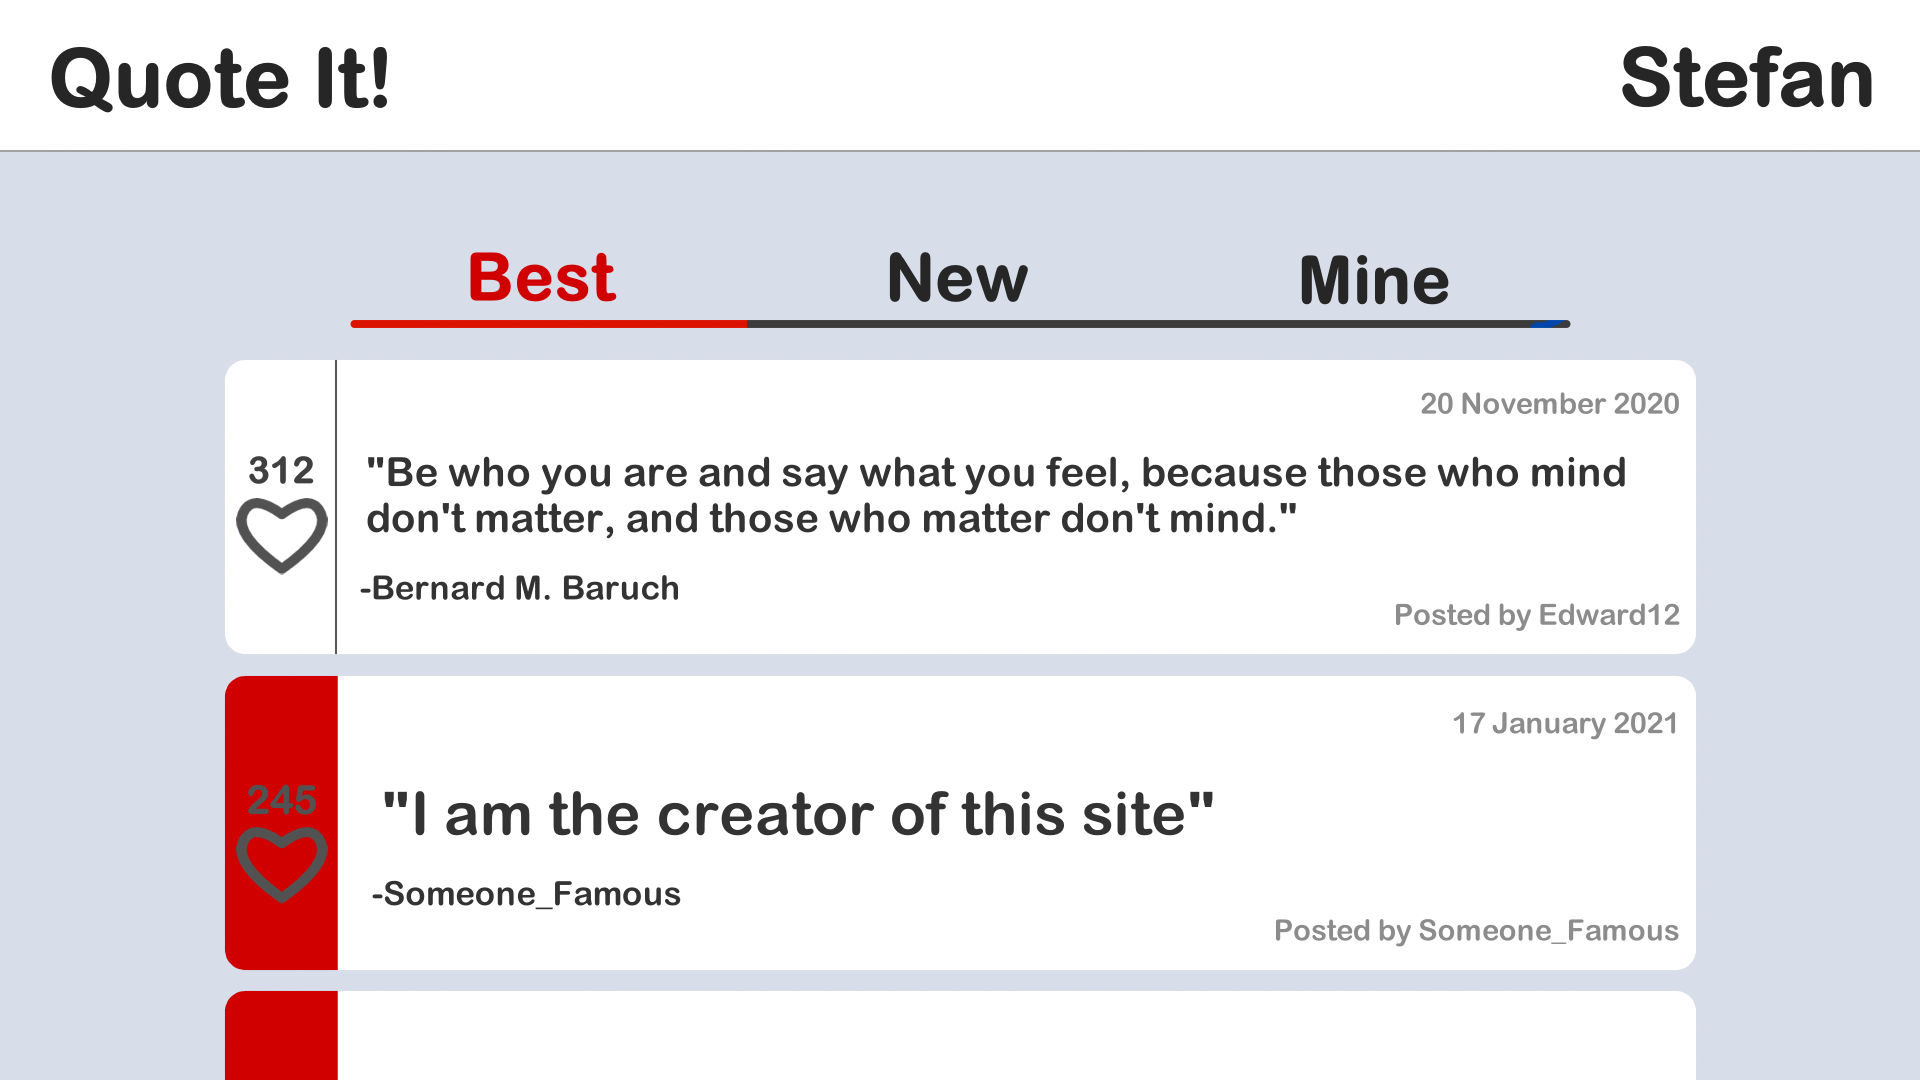 Quote It!
Stefan
Best
New
Mine
20 November 2020
312
"Be who you are and say what you feel, because those who mind
don't matter, and those who matter don't mind."
-Bernard M. Baruch
Posted by Edward12
17 January 2021
245
"I am the creator of this site"
-Someone_Famous
Posted by Someone_Famous